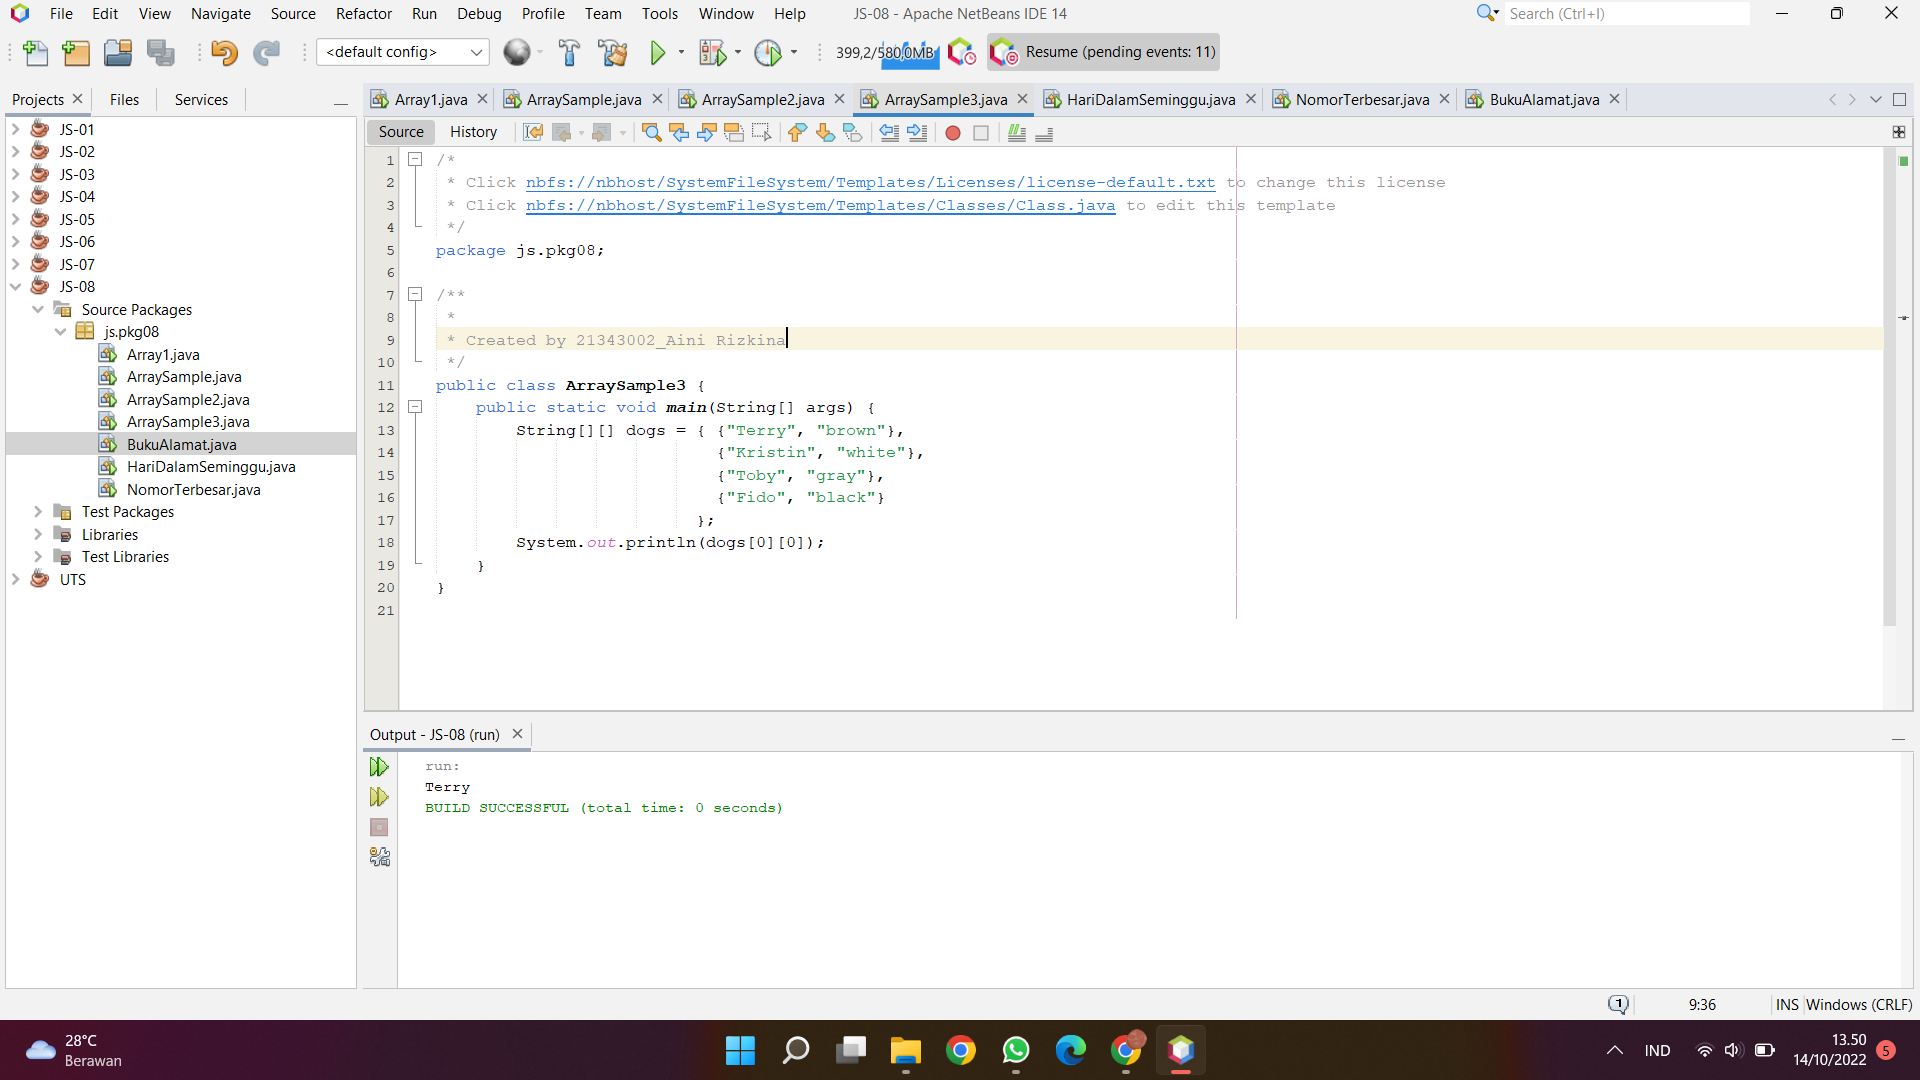 File Edit View Navigate Source Refactor Run Debug Profile Team Tools Window Help JS-08 - Apache NetBeans IDE 14 Search (Ctrl+I)
<default config> 399,2/580,0MB Resume (pending events: 11)
Projects Files Services
Array1.java ArraySample.java ArraySample2.java ArraySample3.java HariDalamSeminggu.java NomorTerbesar.java BukuAlamat.java
Source History
JS-01
JS-02
JS-03
JS-04
JS-05
JS-06
JS-07
JS-08
Source Packages
js.pkg08
Array1.java
ArraySample.java
ArraySample2.java
ArraySample3.java
BukuAlamat.java
HariDalamSeminggu.java
NomorTerbesar.java
Test Packages
Libraries
Test Libraries
UTS
1 /*
2 * Click nbfs://nbhost/SystemFileSystem/Templates/Licenses/license-default.txt to change this license
3 * Click nbfs://nbhost/SystemFileSystem/Templates/Classes/Class.java to edit this template
4 */
5 package js.pkg08;
6
7 /**
8 *
9 * Created by 21343002_Aini Rizkina
10 */
11 public class ArraySample3 {
12 public static void main(String[] args) {
13 String[][] dogs = { {"Terry", "brown"},
14 {"Kristin", "white"},
15 {"Toby", "gray"},
16 {"Fido", "black"}
17 };
18 System.out.println(dogs[0][0]);
19 }
20 }
21
Output - JS-08 (run)
run:
Terry
BUILD SUCCESSFUL (total time: 0 seconds)
1 9:36 INS Windows (CRLF)
28°C
Berawan
IND
13.50
14/10/2022
5